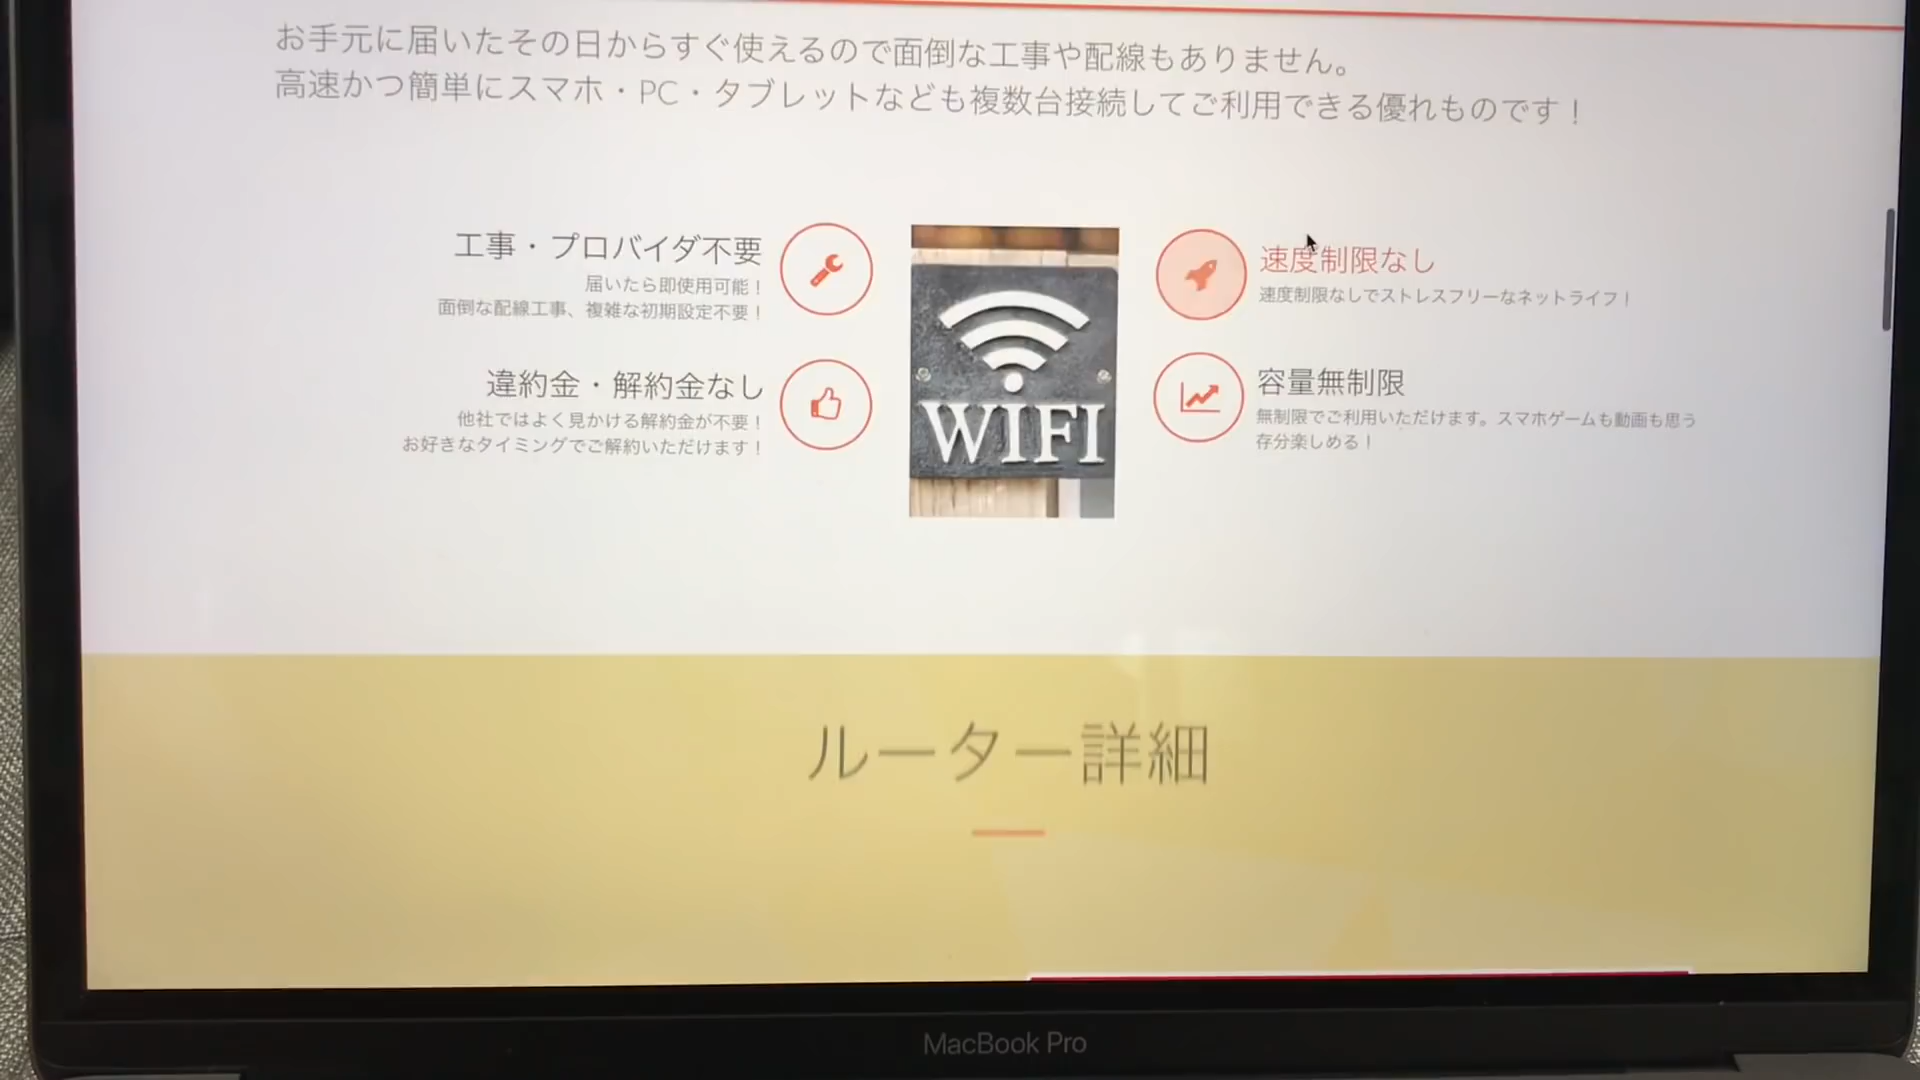 お手元に届いたその日からすぐ使えるので面倒な工事や配線もありません。
高速かつ簡単にスマホ・PC・タブレットなども複数台接続してご利用できる優れものです！
工事・プロバイダ不要
届いたら即使用可能！
面倒な配線工事、複雑な初期設定不要！
違約金・解約金なし
他社ではよく見かける解約金が不要！
お好きなタイミングでご解約いただけます！
WIFI
速度制限なし
速度制限なしでストレスフリーなネットライフ！
容量無制限
無制限でご利用いただけます。スマホゲームも動画も思う
存分楽しめる！
ルーター詳細
MacBook Pro